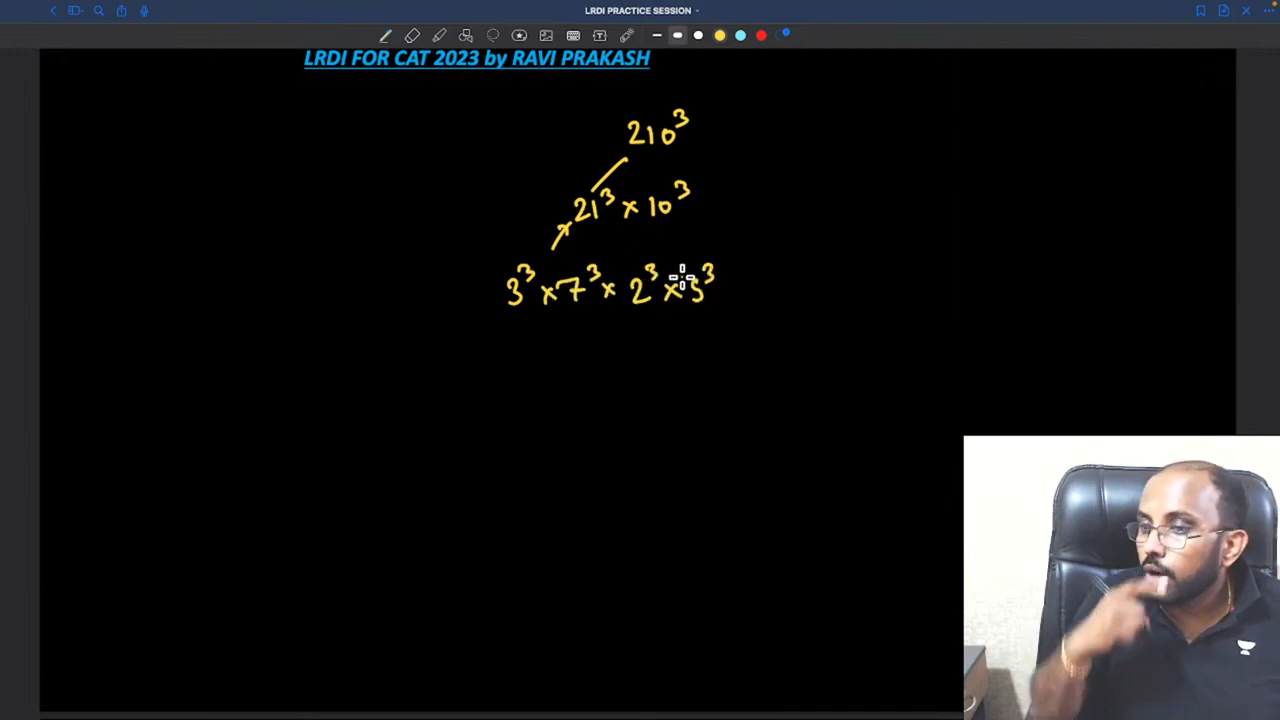 LRDI PRACTICE SESSION
LRDI FOR CAT 2023 by RAVI PRAKASH
210³
21³ × 10³
3³ × 7³ × 2³ × 5³